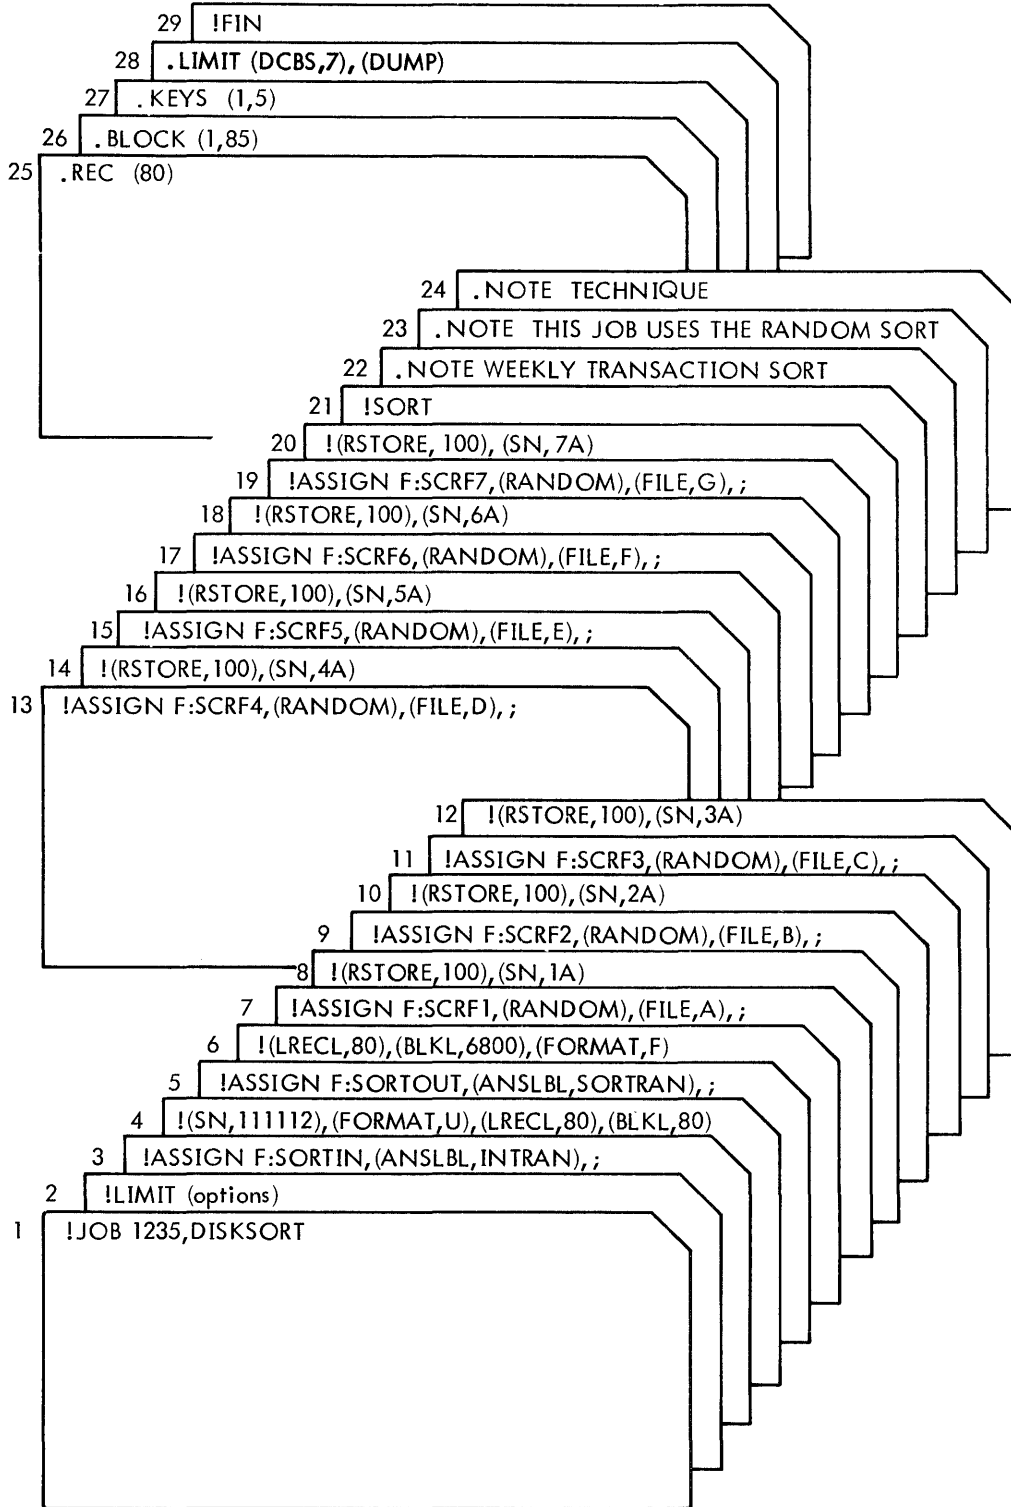 29 !FIN
28 .LIMIT (DCBS,7), (DUMP)
27 .KEYS (1,5)
26 .BLOCK (1,85)
25 .REC (80)
24 .NOTE TECHNIQUE
23 .NOTE THIS JOB USES THE RANDOM SORT
22 .NOTE WEEKLY TRANSACTION SORT
21 !SORT
20 !(RSTORE, 100), (SN, 7A)
19 !ASSIGN F:SCRF7, (RANDOM), (FILE,G), ;
18 !(RSTORE, 100), (SN,6A)
17 !ASSIGN F:SCRF6, (RANDOM), (FILE,F), ;
16 !(RSTORE,100), (SN,5A)
15 !ASSIGN F:SCRF5, (RANDOM), (FILE,E), ;
14 !(RSTORE,100), (SN,4A)
13 !ASSIGN F:SCRF4, (RANDOM), (FILE,D), ;
12 !(RSTORE,100), (SN,3A)
11 !ASSIGN F:SCRF3, (RANDOM), (FILE,C), ;
10 !(RSTORE,100), (SN,2A)
9 !ASSIGN F:SCRF2, (RANDOM), (FILE,B), ;
8 !(RSTORE,100), (SN,1A)
7 !ASSIGN F:SCRF1, (RANDOM), (FILE,A), ;
6 !(LRECL,80), (BLKL,6800), (FORMAT,F)
5 !ASSIGN F:SORTOUT, (ANSLBL,SORTRAN), ;
4 !(SN,111112), (FORMAT,U), (LRECL,80), (BLKL,80)
3 !ASSIGN F:SORTIN, (ANSLBL,INTRAN), ;
2 !LIMIT (options)
1 !JOB 1235,DISKSORT